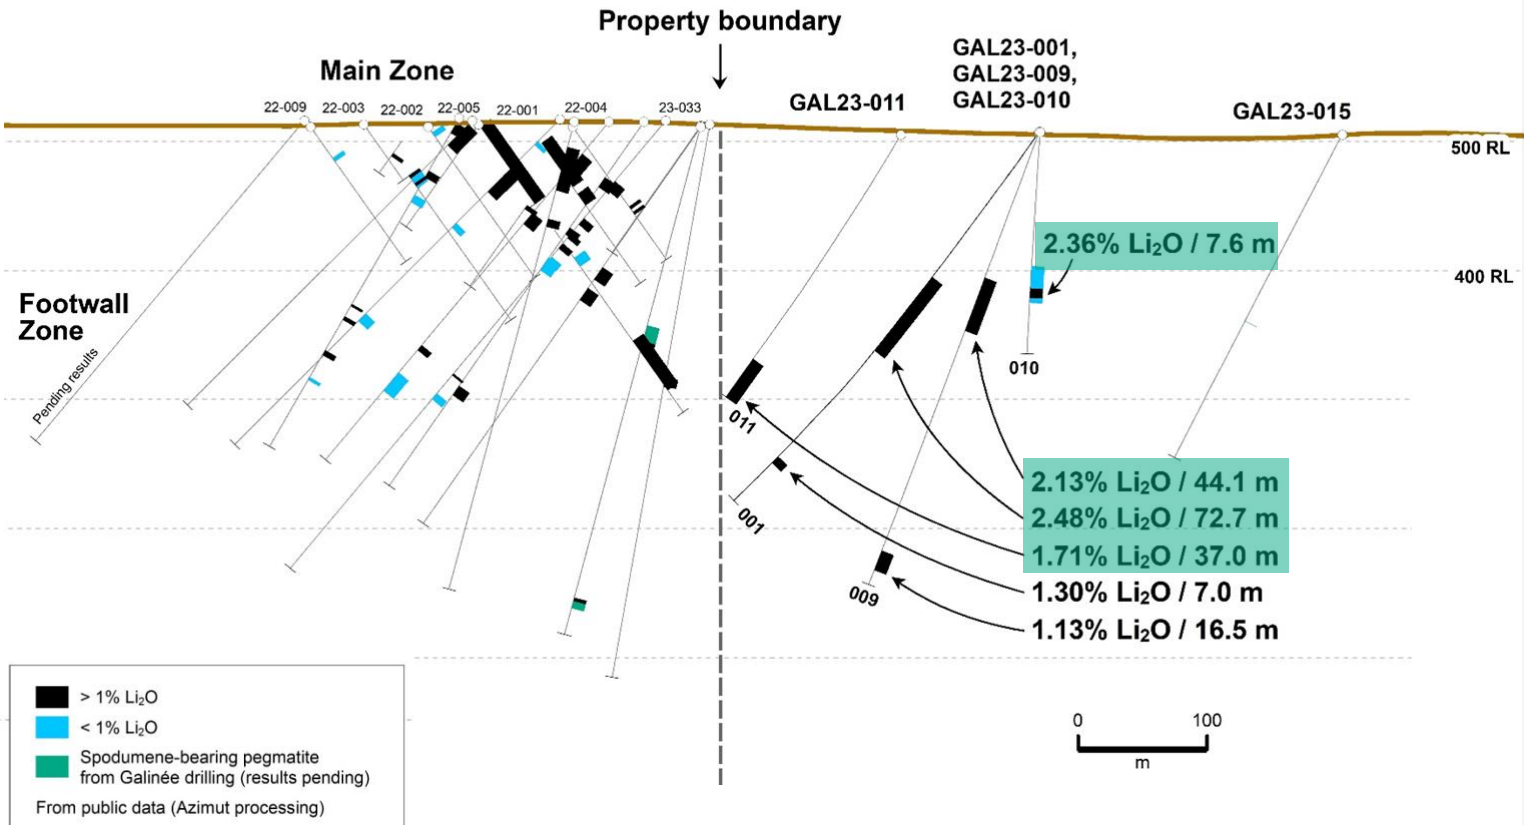 Property boundary
Main Zone
GAL23-001,
GAL23-009,
GAL23-010
GAL23-011
GAL23-015
22-009 22-003 22-002 22-005 22-001 22-004 23-033
500 RL
2.36% Li₂O / 7.6 m
400 RL
Footwall
Zone
Pending results
010
011
001
009
2.13% Li₂O / 44.1 m
2.48% Li₂O / 72.7 m
1.71% Li₂O / 37.0 m
1.30% Li₂O / 7.0 m
1.13% Li₂O / 16.5 m
> 1% Li₂O
< 1% Li₂O
Spodumene-bearing pegmatite
from Galinée drilling (results pending)
From public data (Azimut processing)
0 100
m